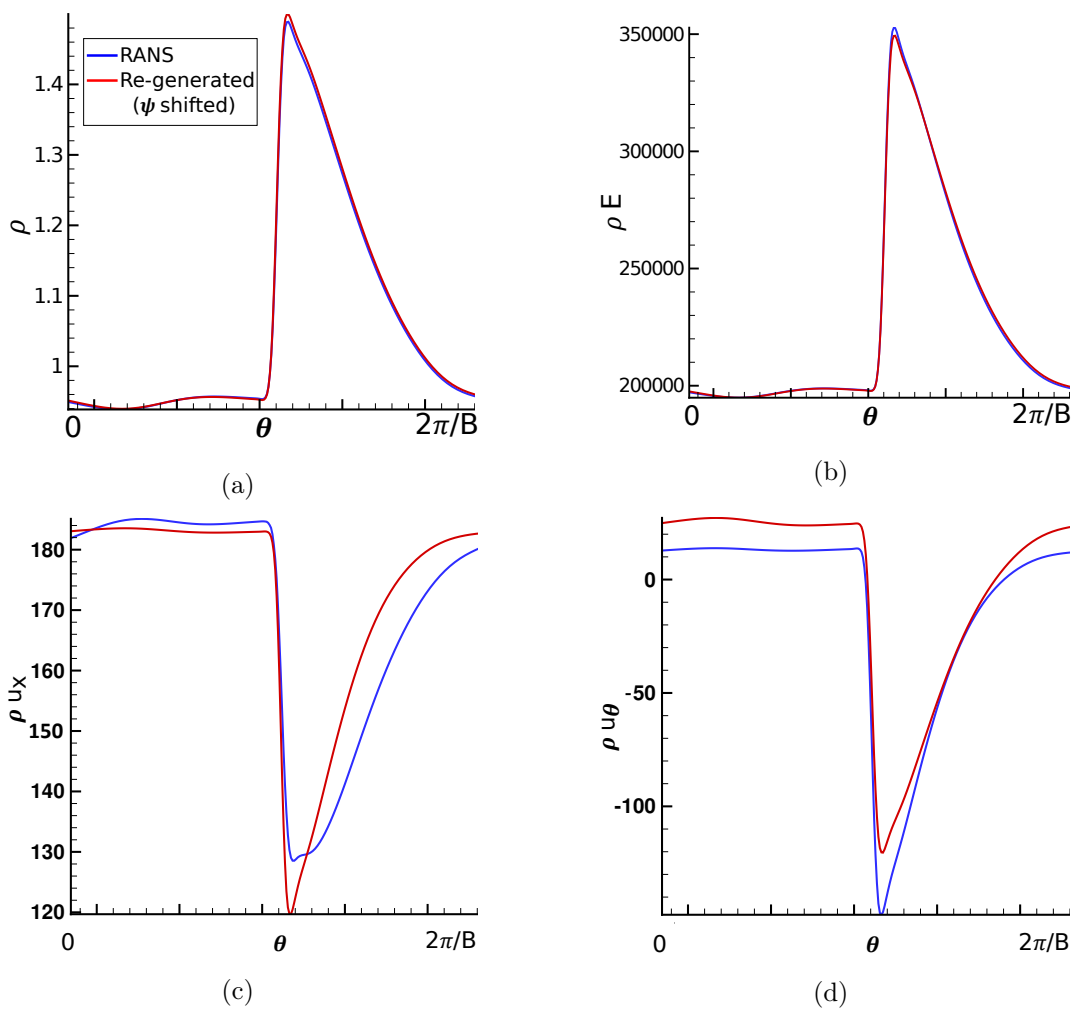 RANS
Re-generated
(ψ shifted)
1.4
1.3
1.2
1.1
1
ρ
0
θ
2π/B
(a)
350000
300000
250000
200000
ρ E
0
θ
2π/B
(b)
180
170
160
150
140
130
120
ρ ux
0
θ
2π/B
(c)
0
-50
-100
ρ uθ
0
θ
2π/B
(d)